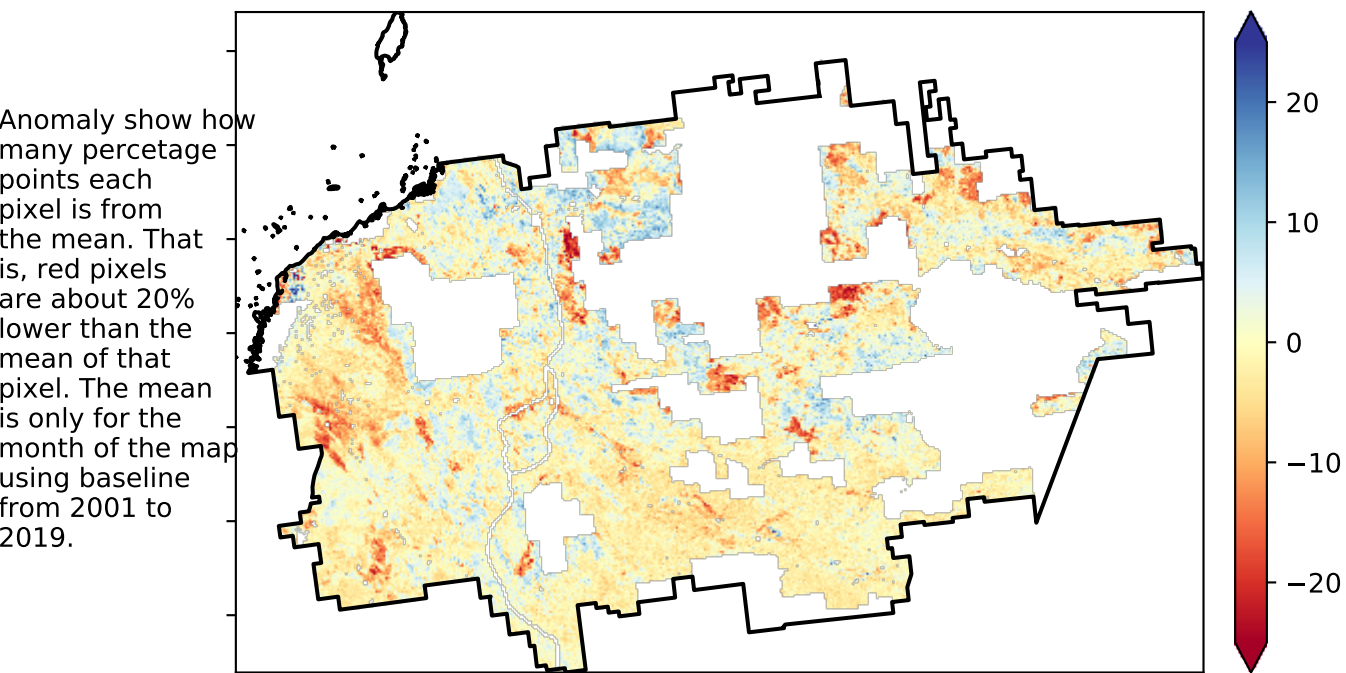 Anomaly show how
many percetage
points each
pixel is from
the mean. That
is, red pixels
are about 20%
lower than the
mean of that
pixel. The mean
is only for the
month of the map
using baseline
from 2001 to
2019.
20
10
0
−10
−20